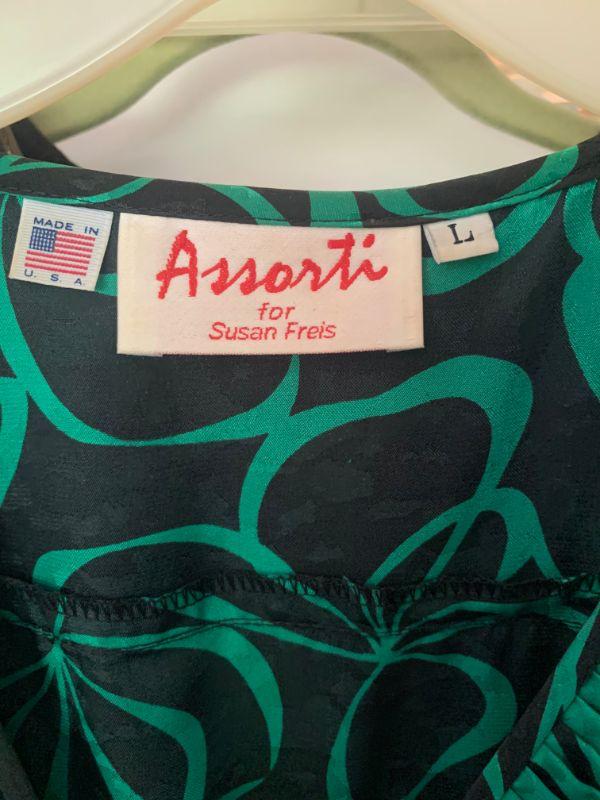 MADE IN
U. S. A.
Assorti
for
Susan Freis
L